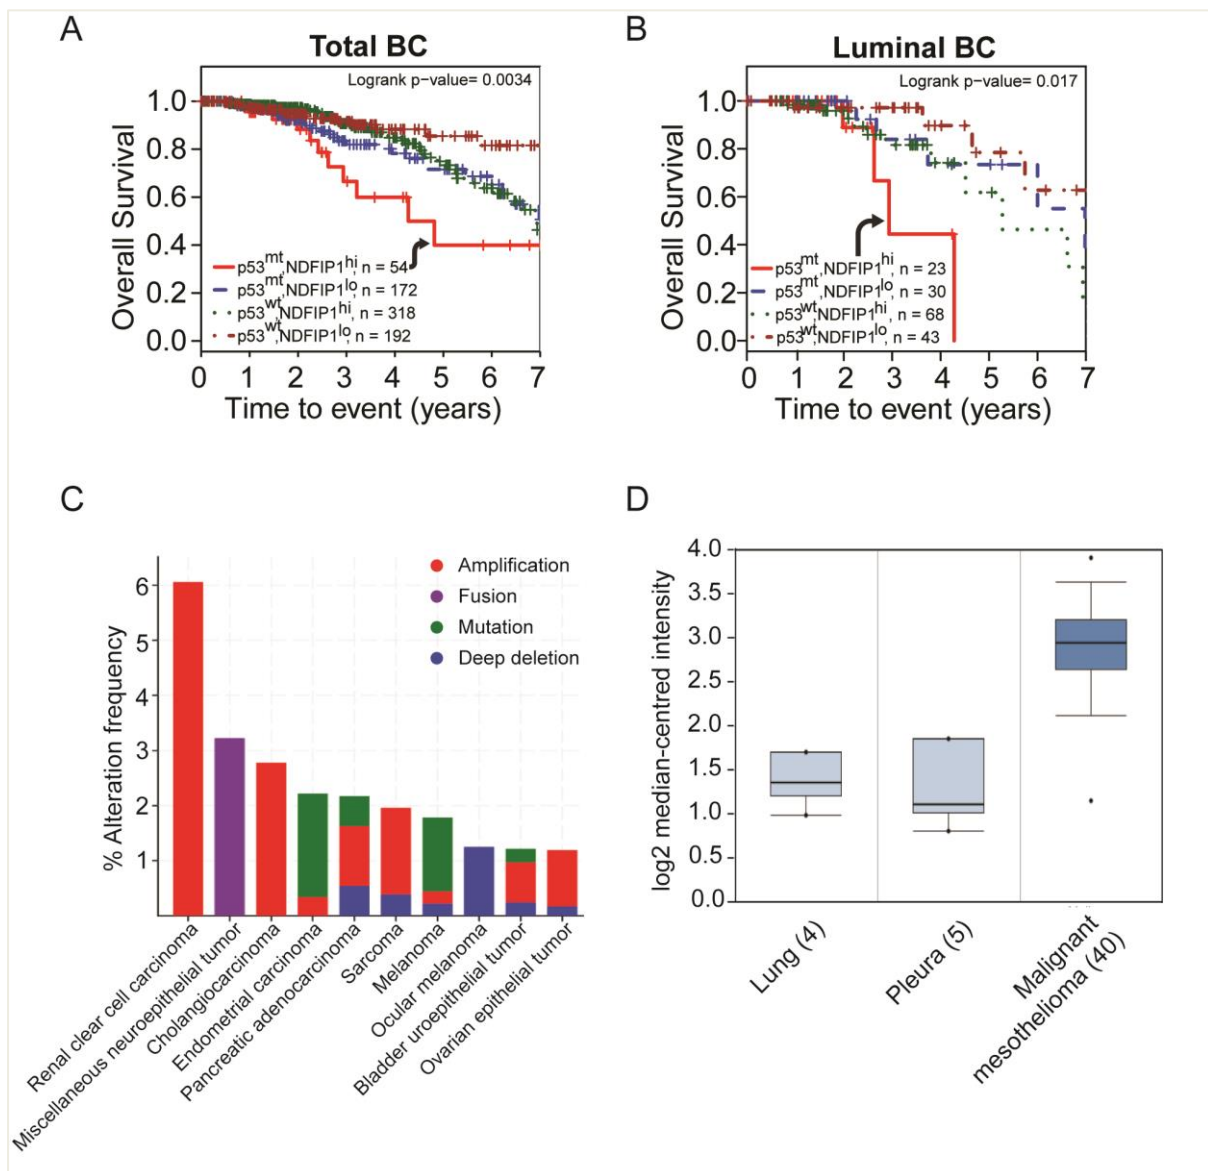 A
Total BC
Logrank p-value= 0.0034
Overall Survival
1.0
0.8
0.6
0.4
0.2
0.0
p53mt,NDFIP1hi, n = 54
p53mt,NDFIP1lo, n = 172
p53wt,NDFIP1hi, n = 318
p53wt,NDFIP1lo, n = 192
0 1 2 3 4 5 6 7
Time to event (years)
B
Luminal BC
Logrank p-value= 0.017
Overall Survival
1.0
0.8
0.6
0.4
0.2
0.0
p53mt,NDFIP1hi, n = 23
p53mt,NDFIP1lo, n = 30
p53wt,NDFIP1hi, n = 68
p53wt,NDFIP1lo, n = 43
0 1 2 3 4 5 6 7
Time to event (years)
C
% Alteration frequency
6
5
4
3
2
1
Amplification
Fusion
Mutation
Deep deletion
Renal clear cell carcinoma
Miscellaneous neuroepithelial tumor
Cholangiocarcinoma
Endometrial carcinoma
Pancreatic adenocarcinoma
Sarcoma
Melanoma
Ocular melanoma
Bladder uroepithelial tumor
Ovarian epithelial tumor
D
log2 median-centred intensity
4.0
3.5
3.0
2.5
2.0
1.5
1.0
0.5
0.0
Lung (4)
Pleura (5)
Malignant
mesothelioma (40)